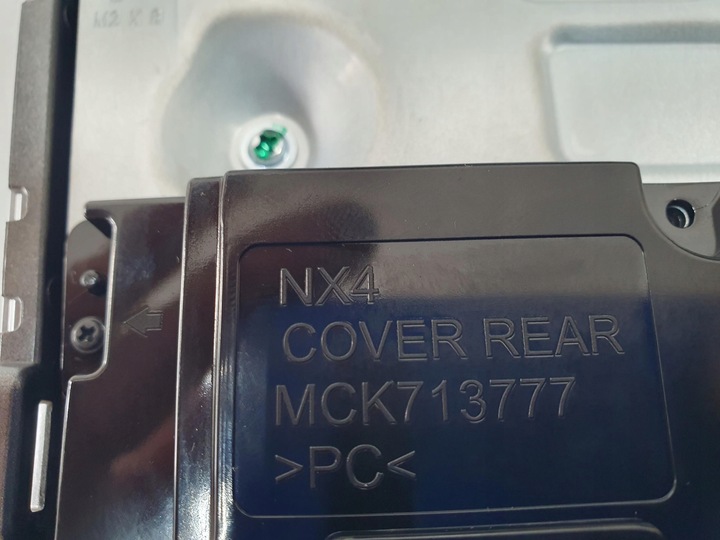 NX4
COVER REAR
MCK713777
>PC<